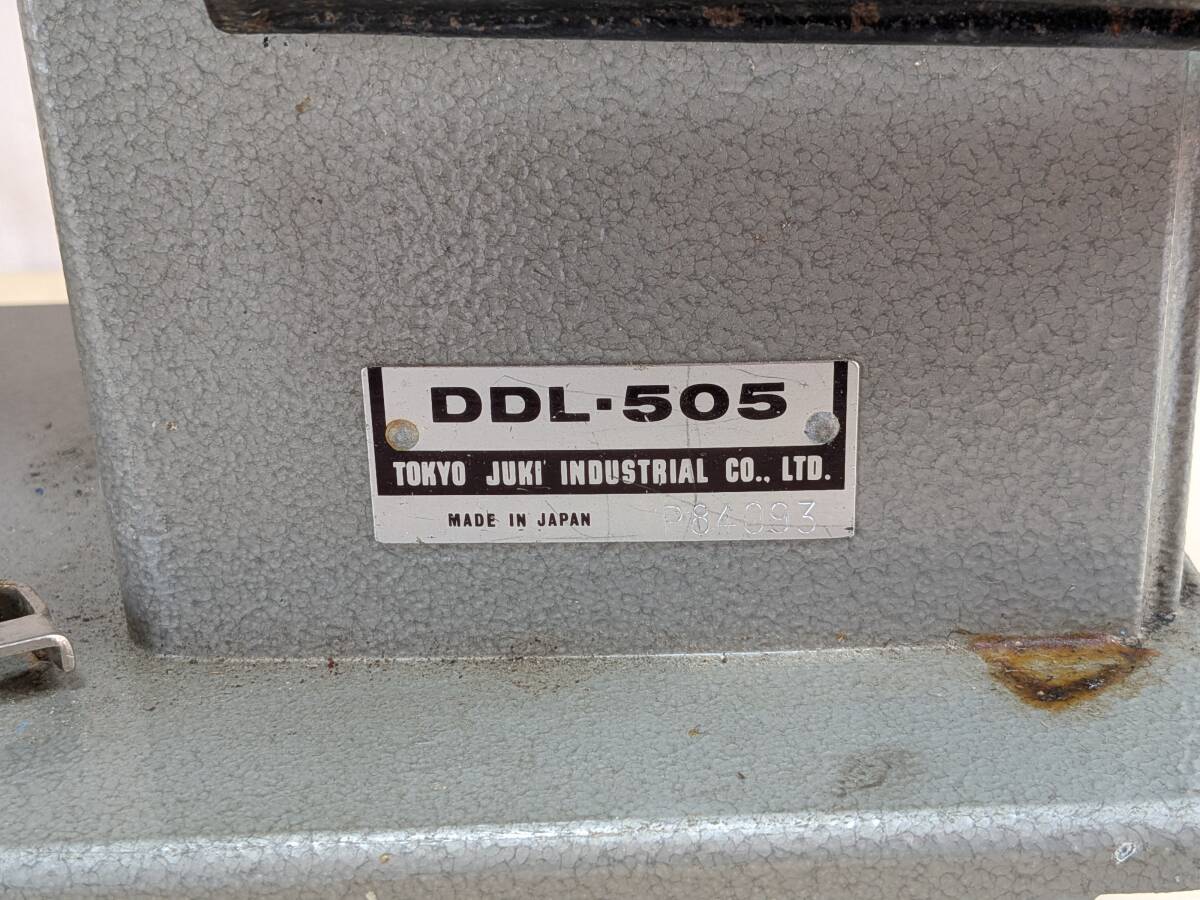 DDL·505
TOKYO JUKI INDUSTRIAL CO., LTD.
MADE IN JAPAN P84093